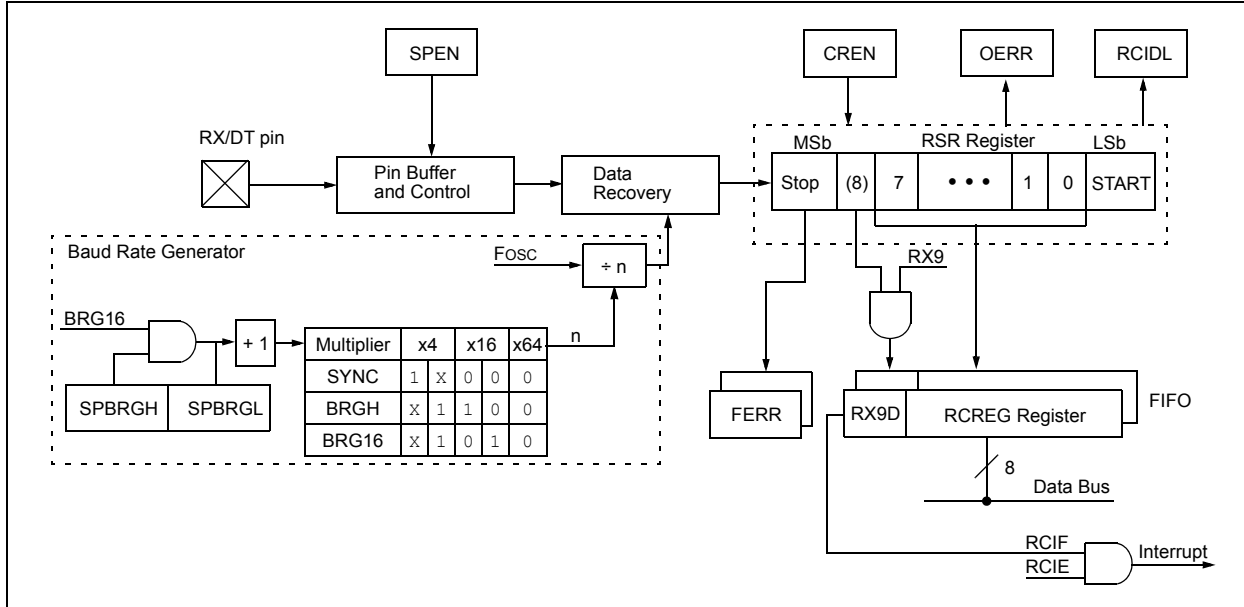 SPEN
CREN
OERR
RCIDL
RX/DT pin
MSb
RSR Register
LSb
Pin Buffer
and Control
Data
Recovery
Stop (8) 7 • • • 1 0 START
Baud Rate Generator
FOSC
÷ n
RX9
BRG16
+ 1
n
Multiplier x4 x16 x64
SYNC 1 X 0 0 0
BRGH X 1 1 0 0
BRG16 X 1 0 1 0
SPBRGH SPBRGL
FERR
RX9D
RCREG Register
FIFO
8
Data Bus
RCIF
RCIE
Interrupt